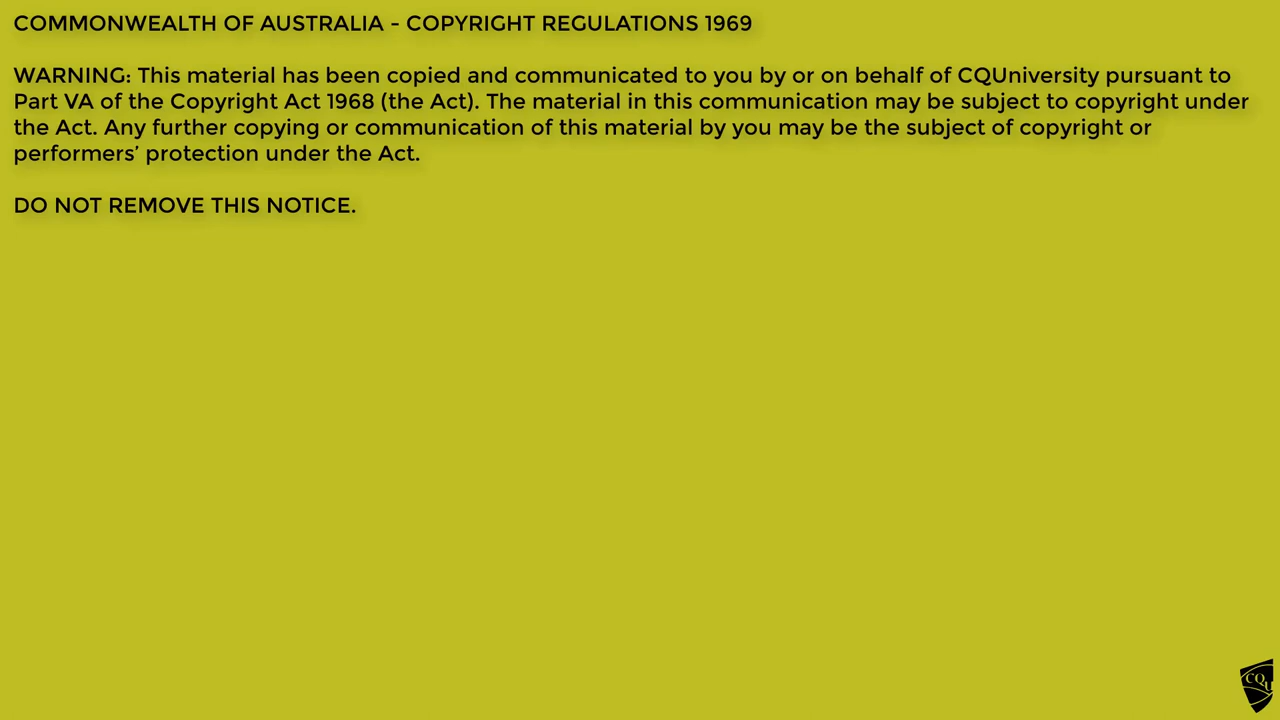 COMMONWEALTH OF AUSTRALIA - COPYRIGHT REGULATIONS 1969
WARNING: This material has been copied and communicated to you by or on behalf of CQUniversity pursuant to
Part VA of the Copyright Act 1968 (the Act). The material in this communication may be subject to copyright under
the Act. Any further copying or communication of this material by you may be the subject of copyright or
performers’ protection under the Act.
DO NOT REMOVE THIS NOTICE.
CQU